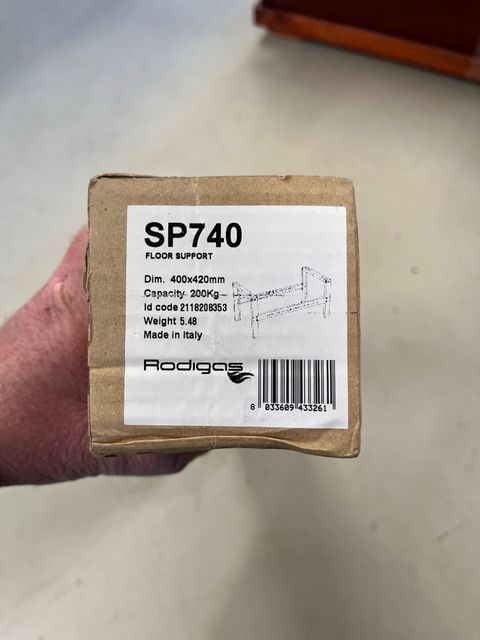 SP740
FLOOR SUPPORT
Dim. 400x420mm
Capacity 200Kg
Id code 2118208353
Weight 5.48
Made in Italy
Rodigas
8 033609 433261